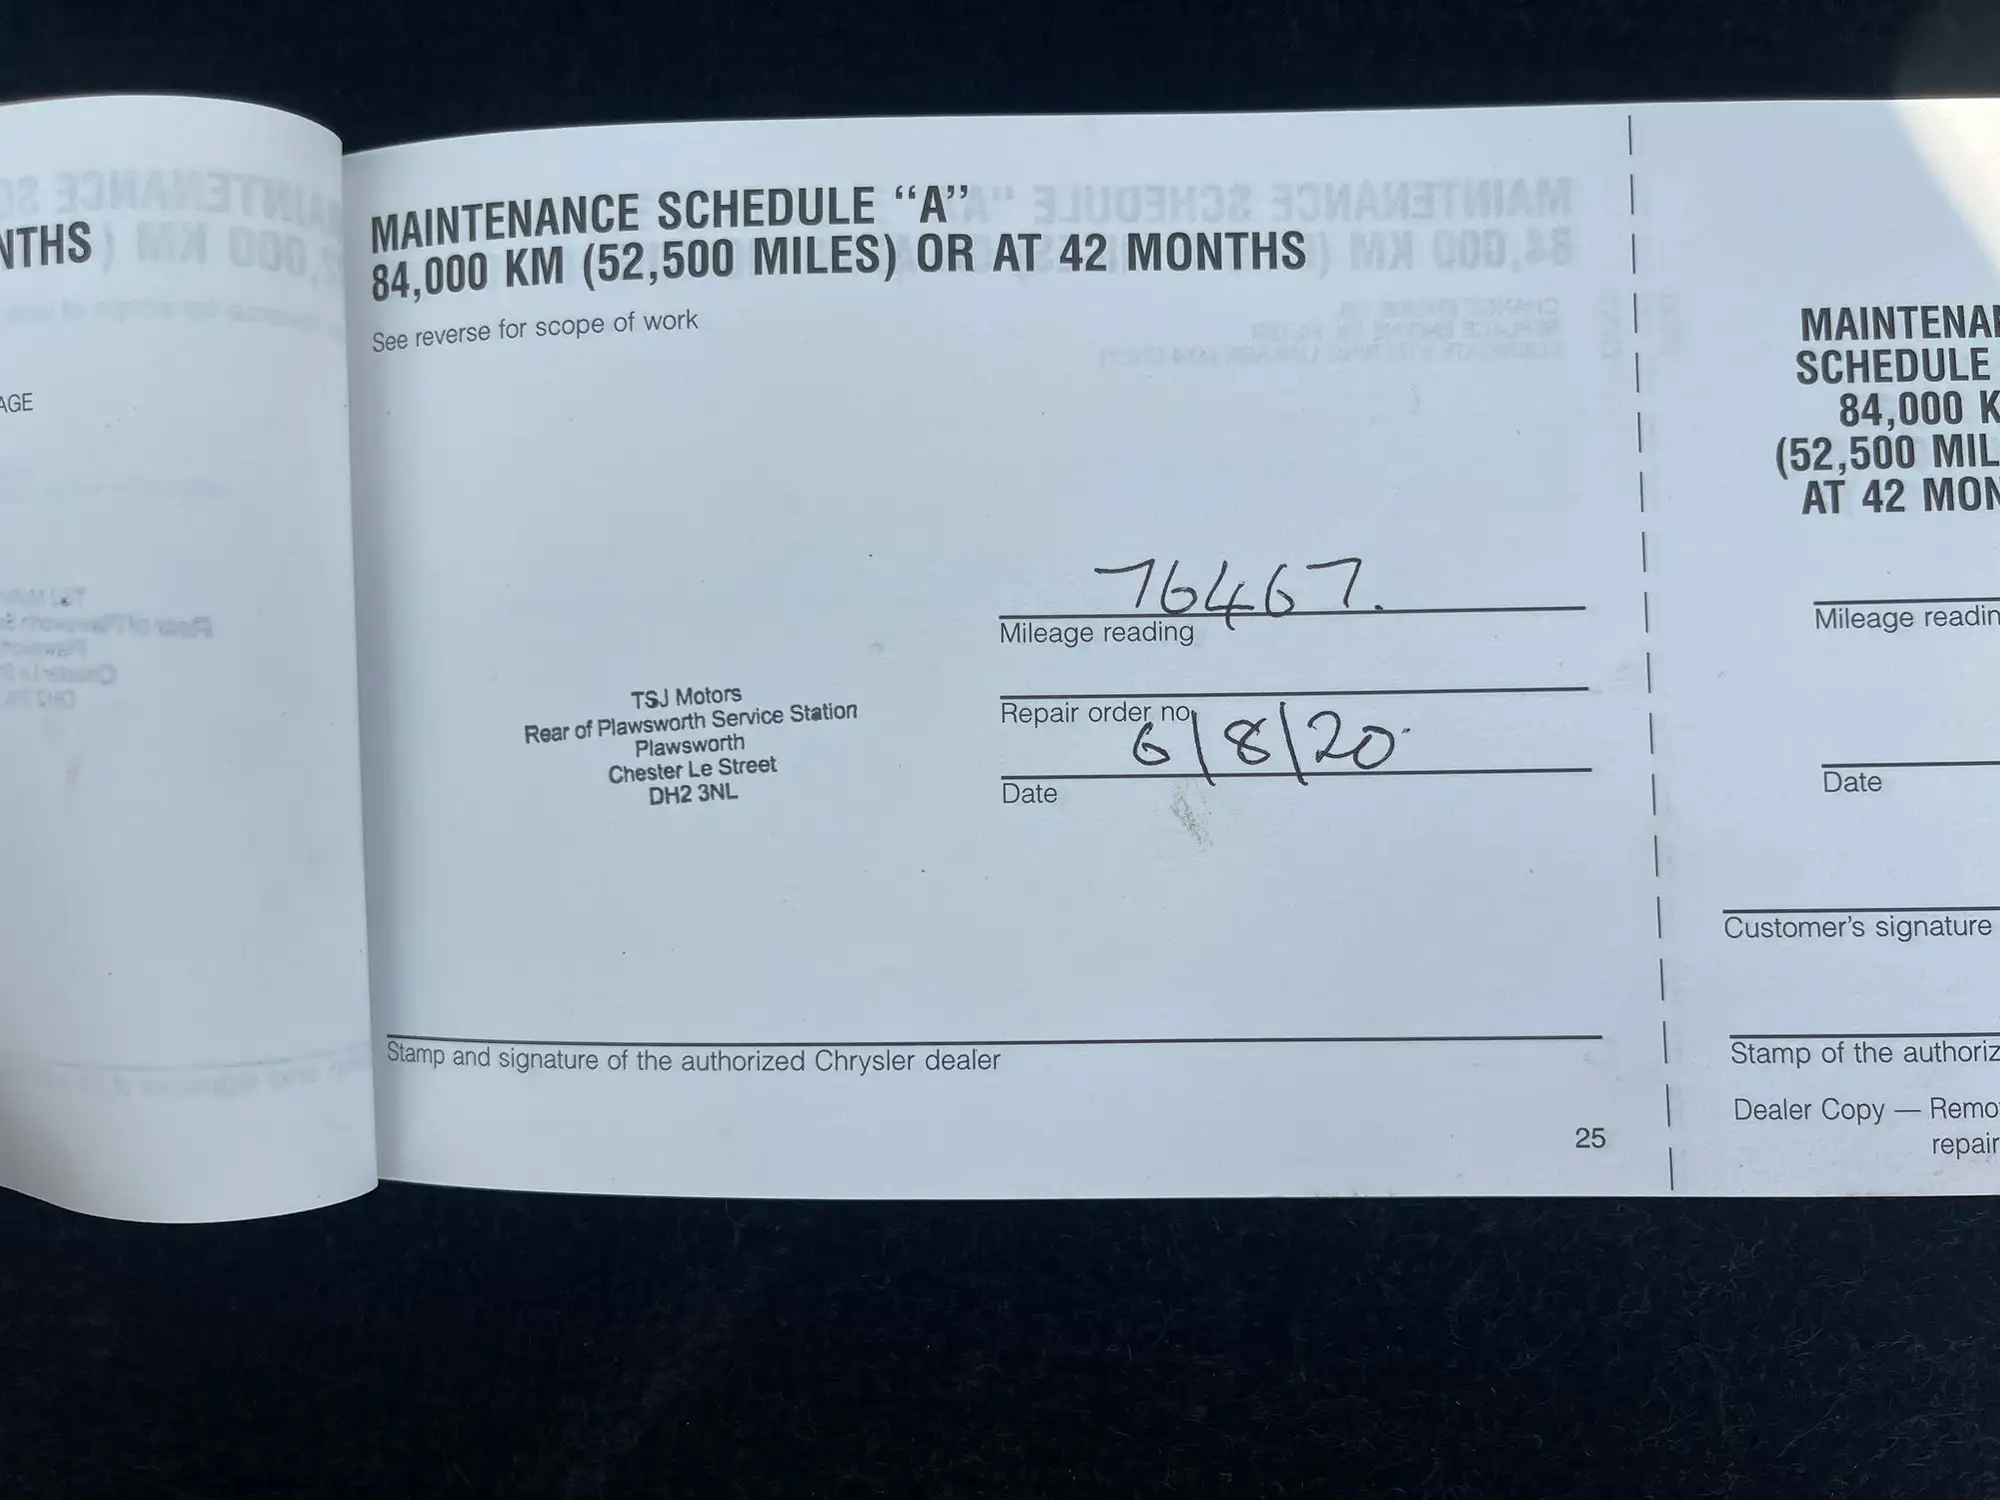 NTHS
AGE
MAINTENANCE SCHEDULE “A”
84,000 KM (52,500 MILES) OR AT 42 MONTHS
See reverse for scope of work
76467.
Mileage reading
Repair order no.
6/8/20
Date
TSJ Motors
Rear of Plawsworth Service Station
Plawsworth
Chester Le Street
DH2 3NL
Stamp and signature of the authorized Chrysler dealer
25
MAINTENAN
SCHEDULE
84,000 K
(52,500 MIL
AT 42 MON
Mileage readin
Date
Customer’s signature
Stamp of the authoriz
Dealer Copy — Remo
repair